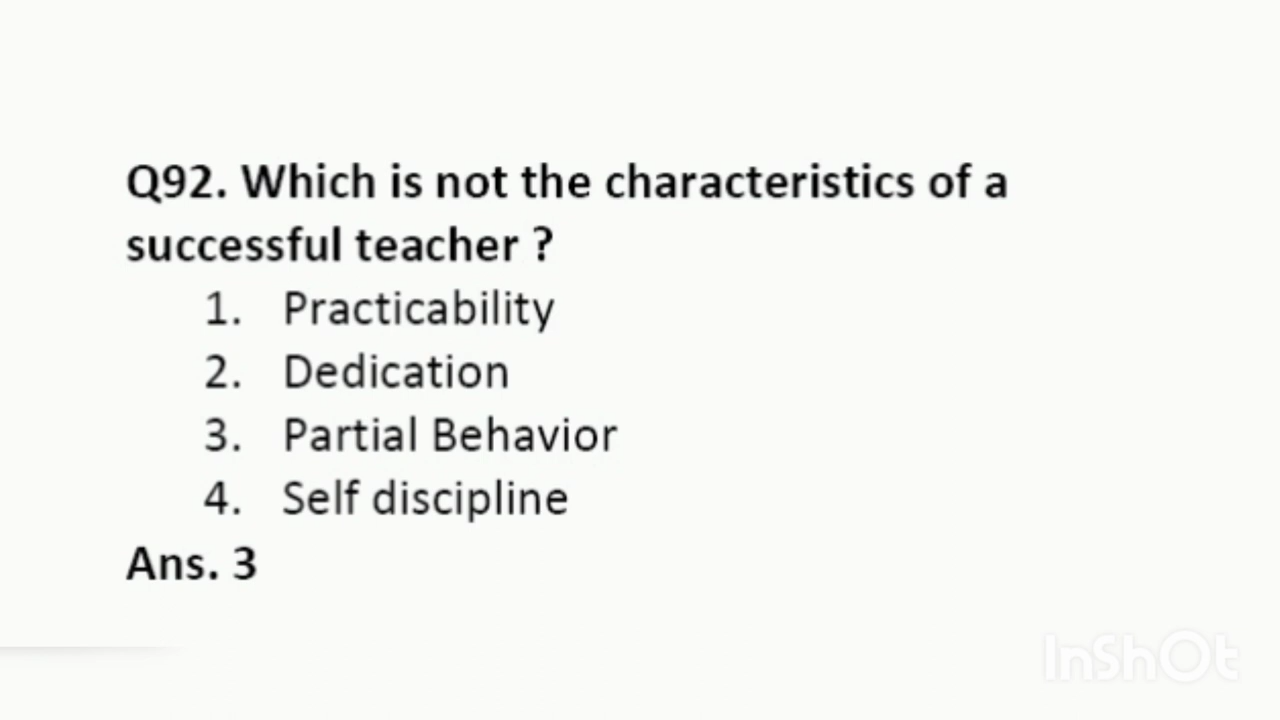 Q92. Which is not the characteristics of a
successful teacher ?
1. Practicability
2. Dedication
3. Partial Behavior
4. Self discipline
Ans. 3
InShOt